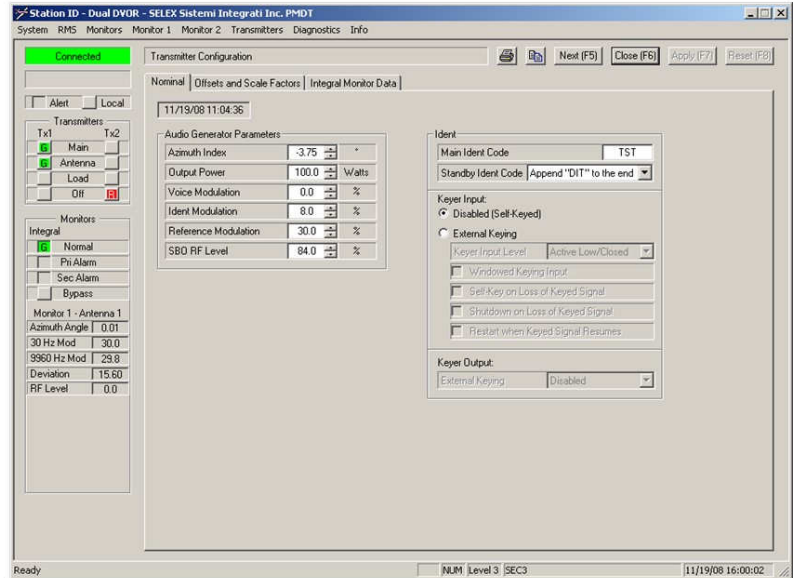 Station ID - Dual DVOR - SELEX Sistemi Integrati Inc. PMDT
System RMS Monitors Monitor 1 Monitor 2 Transmitters Diagnostics Info
Connected
Transmitter Configuration
Next (F5) Close (F6) Apply (F7) Reset (F8)
Nominal Offsets and Scale Factors Integral Monitor Data
Alert Local
11/19/08 11:04:36
Transmitters
Tx1 Tx2
G Main
G Antenna
Load
Off R
Monitors
Integral
G Normal
Pri Alarm
Sec Alarm
Bypass
Monitor 1 - Antenna 1
Azimuth Angle 0.01
30 Hz Mod 30.0
9960 Hz Mod 29.8
Deviation 15.60
RF Level 0.0
Audio Generator Parameters
Azimuth Index -3.75 °
Output Power 100.0 Watts
Voice Modulation 0.0 %
Ident Modulation 8.0 %
Reference Modulation 30.0 %
SBO RF Level 84.0 %
Ident
Main Ident Code TST
Standby Ident Code Append "DIT" to the end
Keyer Input:
Disabled (Self-Keyed)
External Keying
Keyer Input Level Active Low/Closed
Windowed Keying Input
Self-Key on Loss of Keyed Signal
Shutdown on Loss of Keyed Signal
Restart when Keyed Signal Resumes
Keyer Output:
External Keying Disabled
Ready NUM Level 3 SEC3 11/19/08 16:00:02